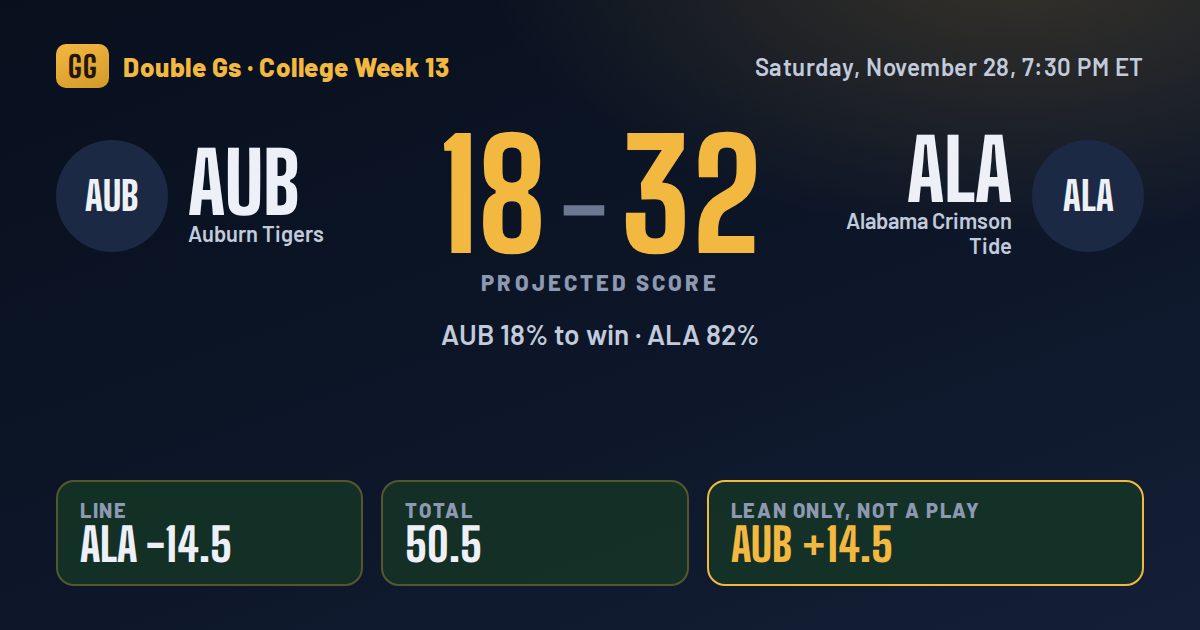 GG
Double Gs · College Week 13
Saturday, November 28, 7:30 PM ET
AUB
AUB
Auburn Tigers
18 – 32
PROJECTED SCORE
AUB 18% to win · ALA 82%
ALA
Alabama Crimson
Tide
ALA
LINE
ALA −14.5
TOTAL
50.5
LEAN ONLY, NOT A PLAY
AUB +14.5